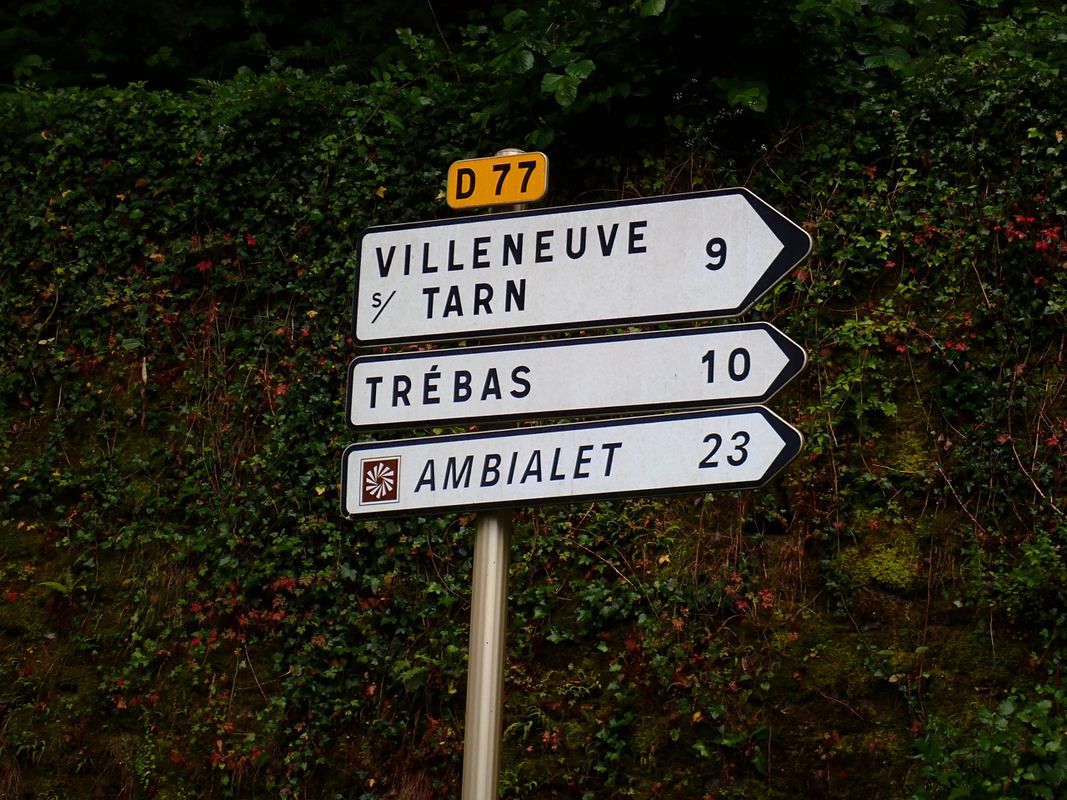 D 77
VILLENEUVE 9
s/ TARN
TRÉBAS 10
AMBIALET 23